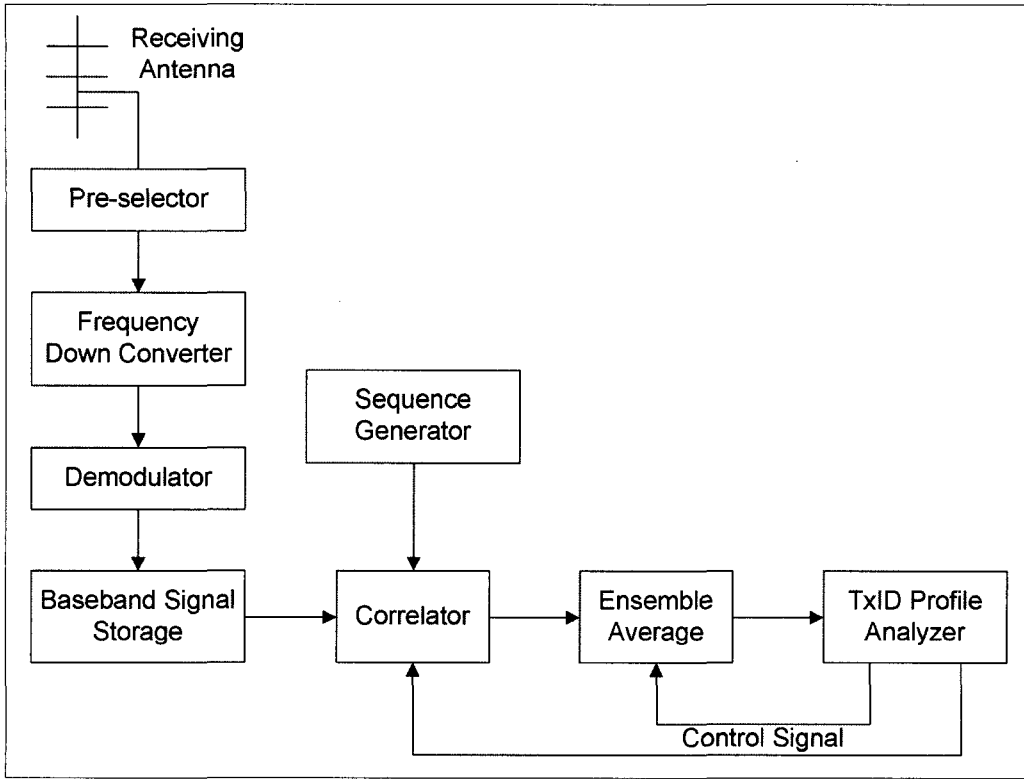 Receiving
Antenna
Pre-selector
Frequency
Down Converter
Demodulator
Baseband Signal
Storage
Sequence
Generator
Correlator
Ensemble
Average
TxID Profile
Analyzer
Control Signal